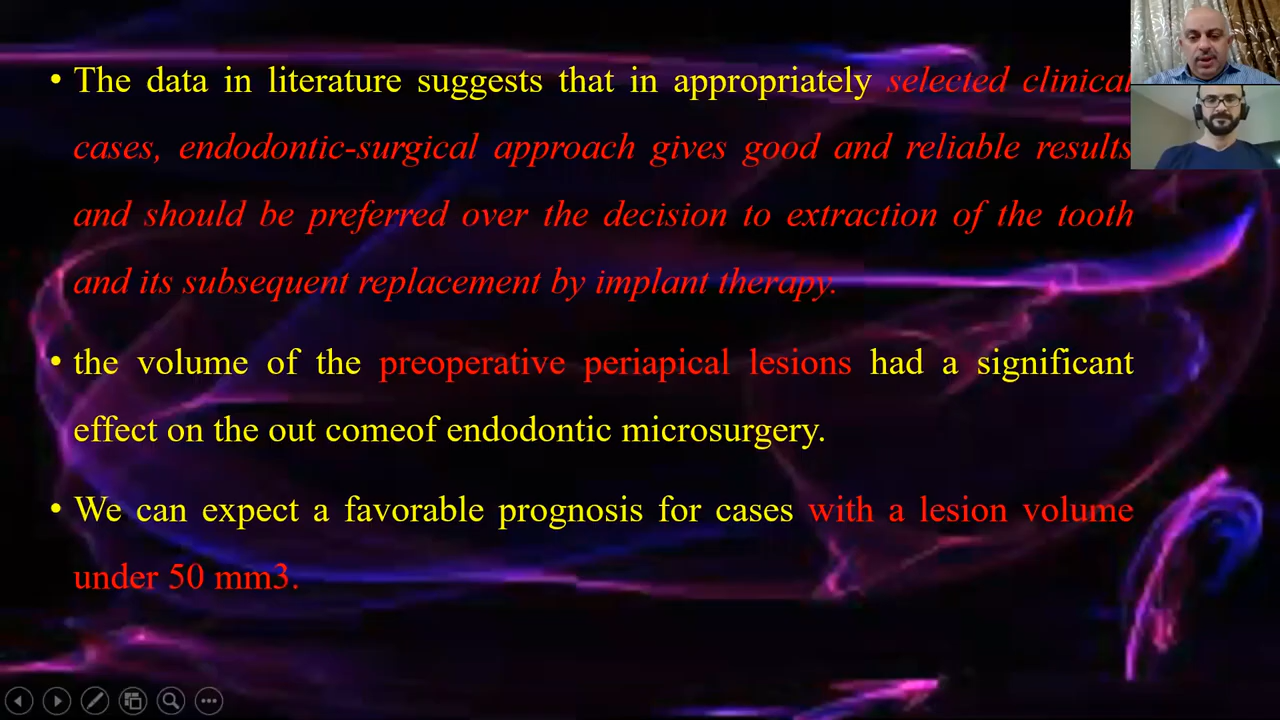 • The data in literature suggests that in appropriately selected clinical
cases, endodontic-surgical approach gives good and reliable results
and should be preferred over the decision to extraction of the tooth
and its subsequent replacement by implant therapy.
• the volume of the preoperative periapical lesions had a significant
effect on the out comeof endodontic microsurgery.
• We can expect a favorable prognosis for cases with a lesion volume
under 50 mm3.